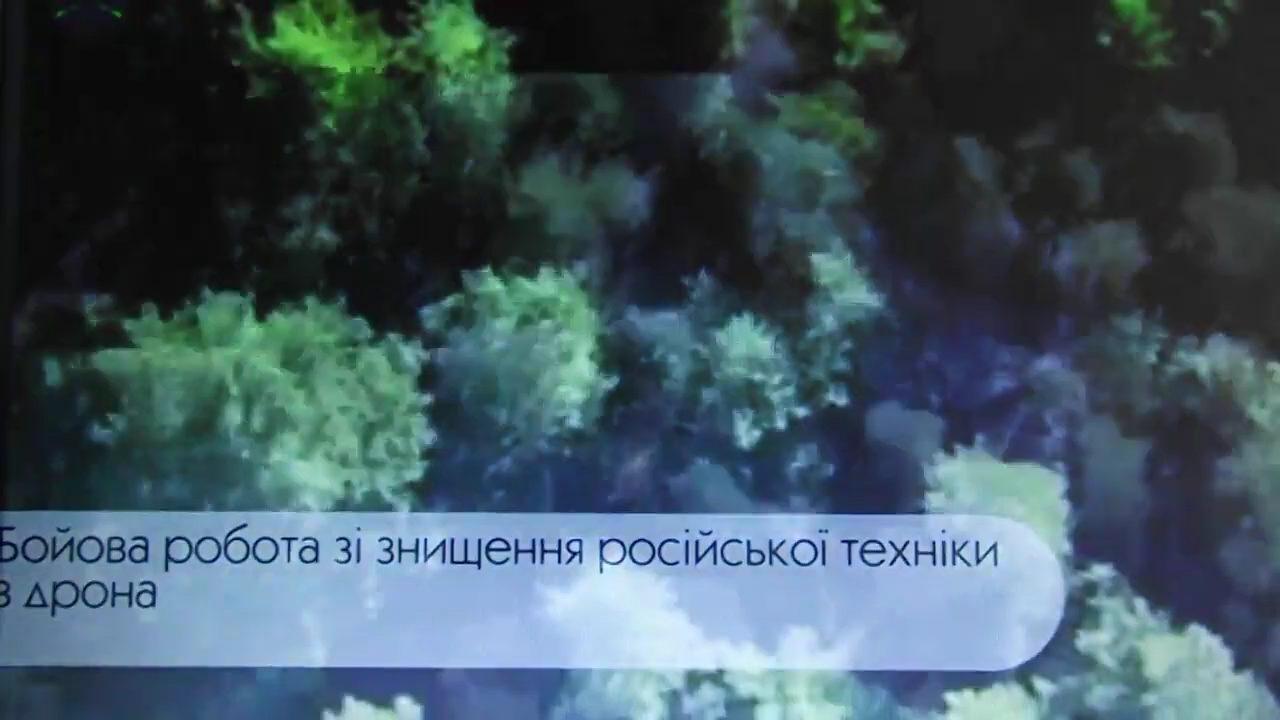 Бойова робота зі знищення російської техніки
з дрона